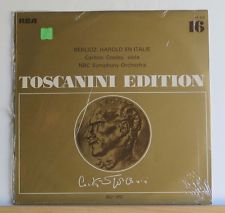 RCA
16
BERLIOZ: HAROLD EN ITALIE
Carlton Cooley, viola
NBC Symphony Orchestra
TOSCANINI EDITION